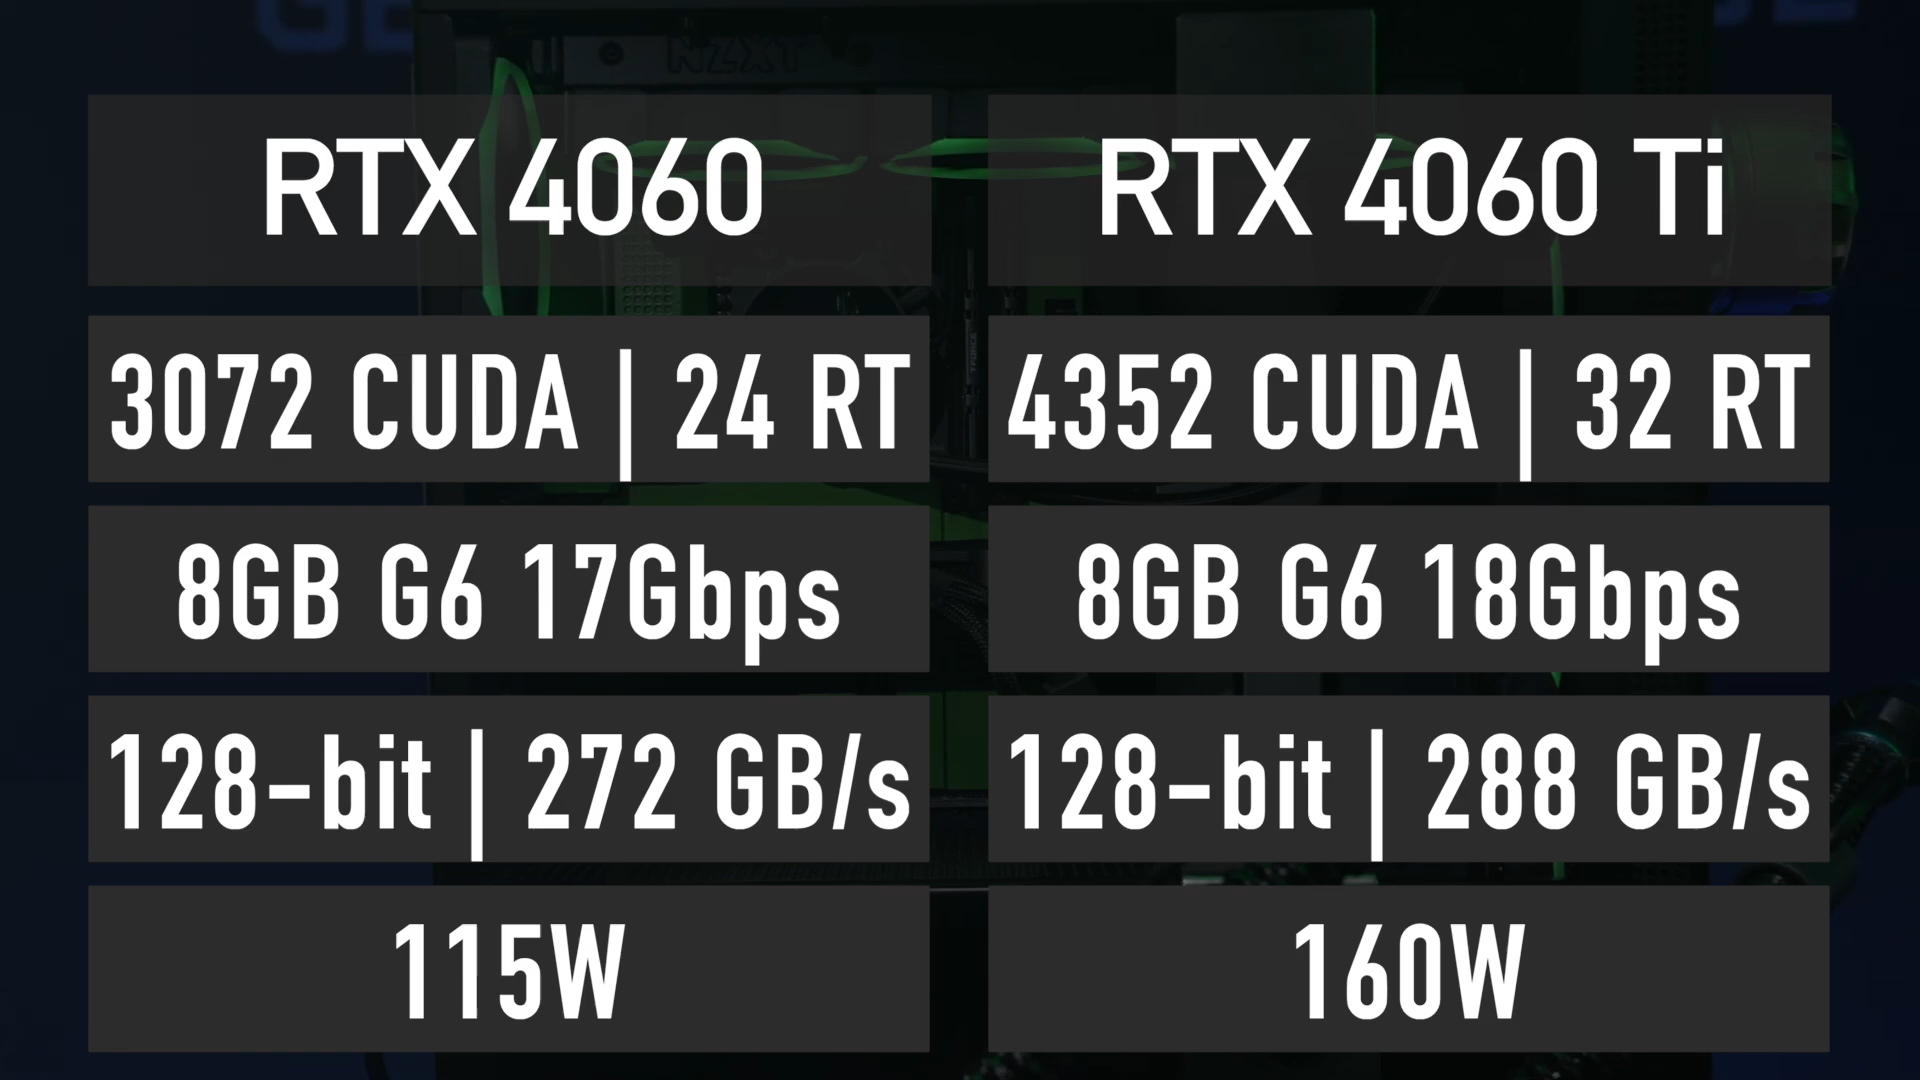 NZXT
RTX 4060
RTX 4060 Ti
3072 CUDA | 24 RT
4352 CUDA | 32 RT
8GB G6 17Gbps
8GB G6 18Gbps
128-bit | 272 GB/s
128-bit | 288 GB/s
115W
160W